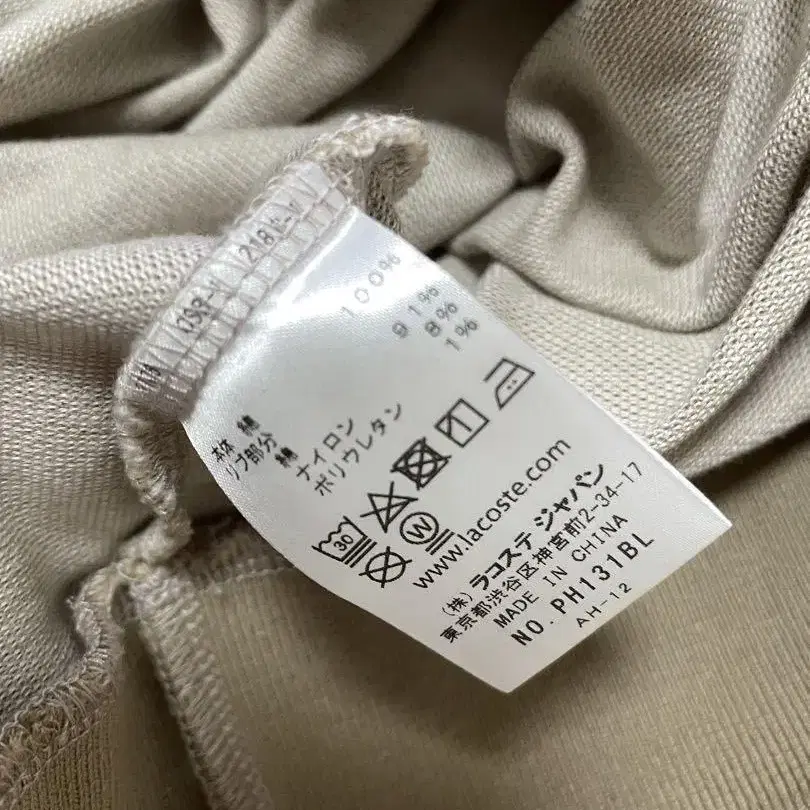 本体 綿 100%
リブ部分 綿 91%
ナイロン 8%
ポリウレタン 1%
30
W
www.lacoste.com
(株) ラコステ ジャパン
東京都渋谷区神宮前2-34-17
MADE IN CHINA
NO. PH131BL
AH-12